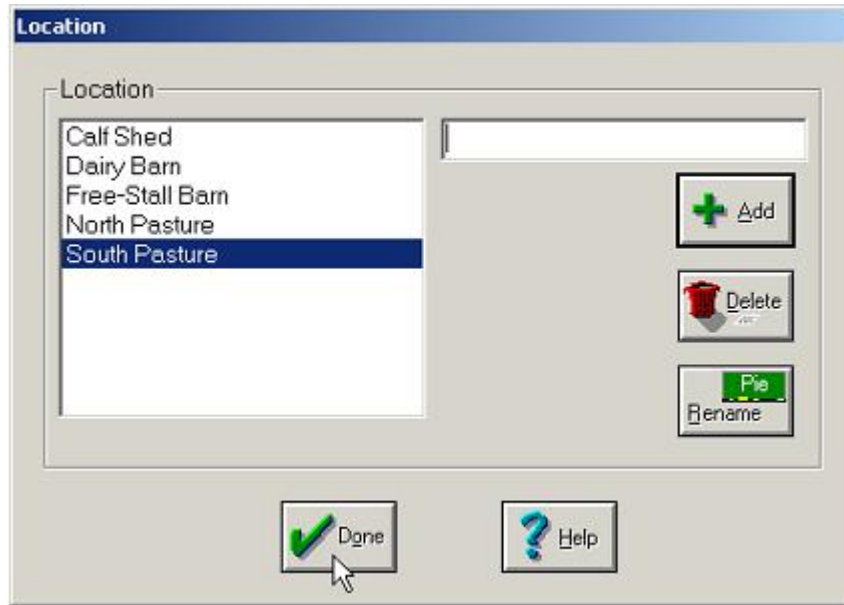 Location
Location
Calf Shed
Dairy Barn
Free-Stall Barn
North Pasture
South Pasture
Add
Delete
Pie
Rename
Done
Help